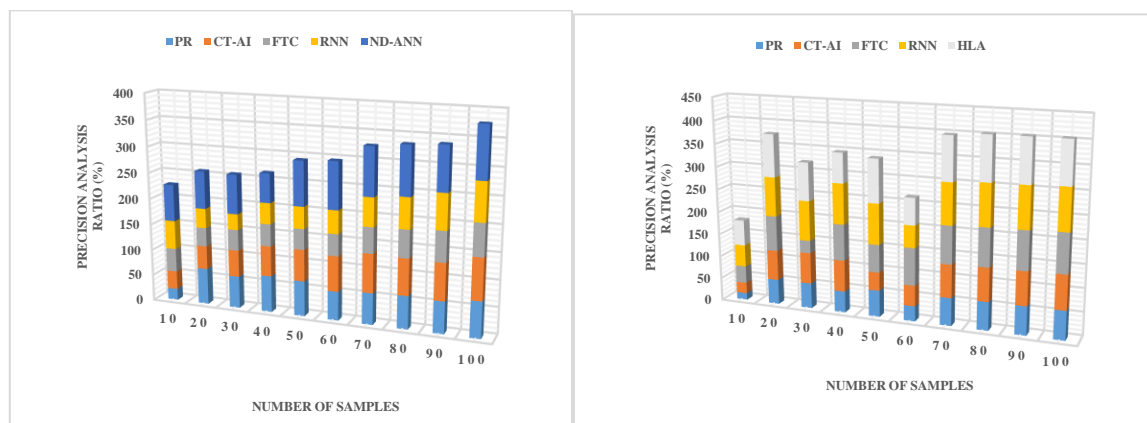 PR CT-AI FTC RNN ND-ANN
400
350
300
250
200
150
100
50
0
PRECISION ANALYSIS
RATIO (%)
10 20 30 40 50 60 70 80 90 100
NUMBER OF SAMPLES
PR CT-AI FTC RNN HLA
450
400
350
300
250
200
150
100
50
0
PRECISION ANALYSIS
RATIO (%)
10 20 30 40 50 60 70 80 90 100
NUMBER OF SAMPLES